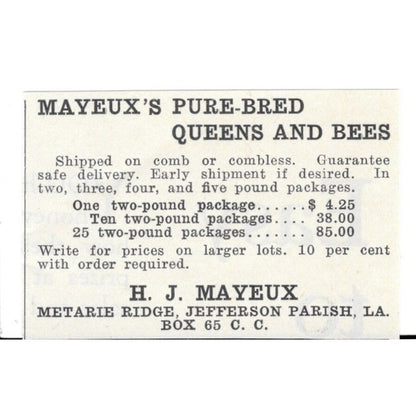 MAYEUX'S PURE-BRED
QUEENS AND BEES
Shipped on comb or combless. Guarantee
safe delivery. Early shipment if desired. In
two, three, four, and five pound packages.
One two-pound package......$ 4.25
Ten two-pound packages.... 38.00
25 two-pound packages....... 85.00
Write for prices on larger lots. 10 per cent
with order required.
H. J. MAYEUX
METARIE RIDGE, JEFFERSON PARISH, LA.
BOX 65 C. C.